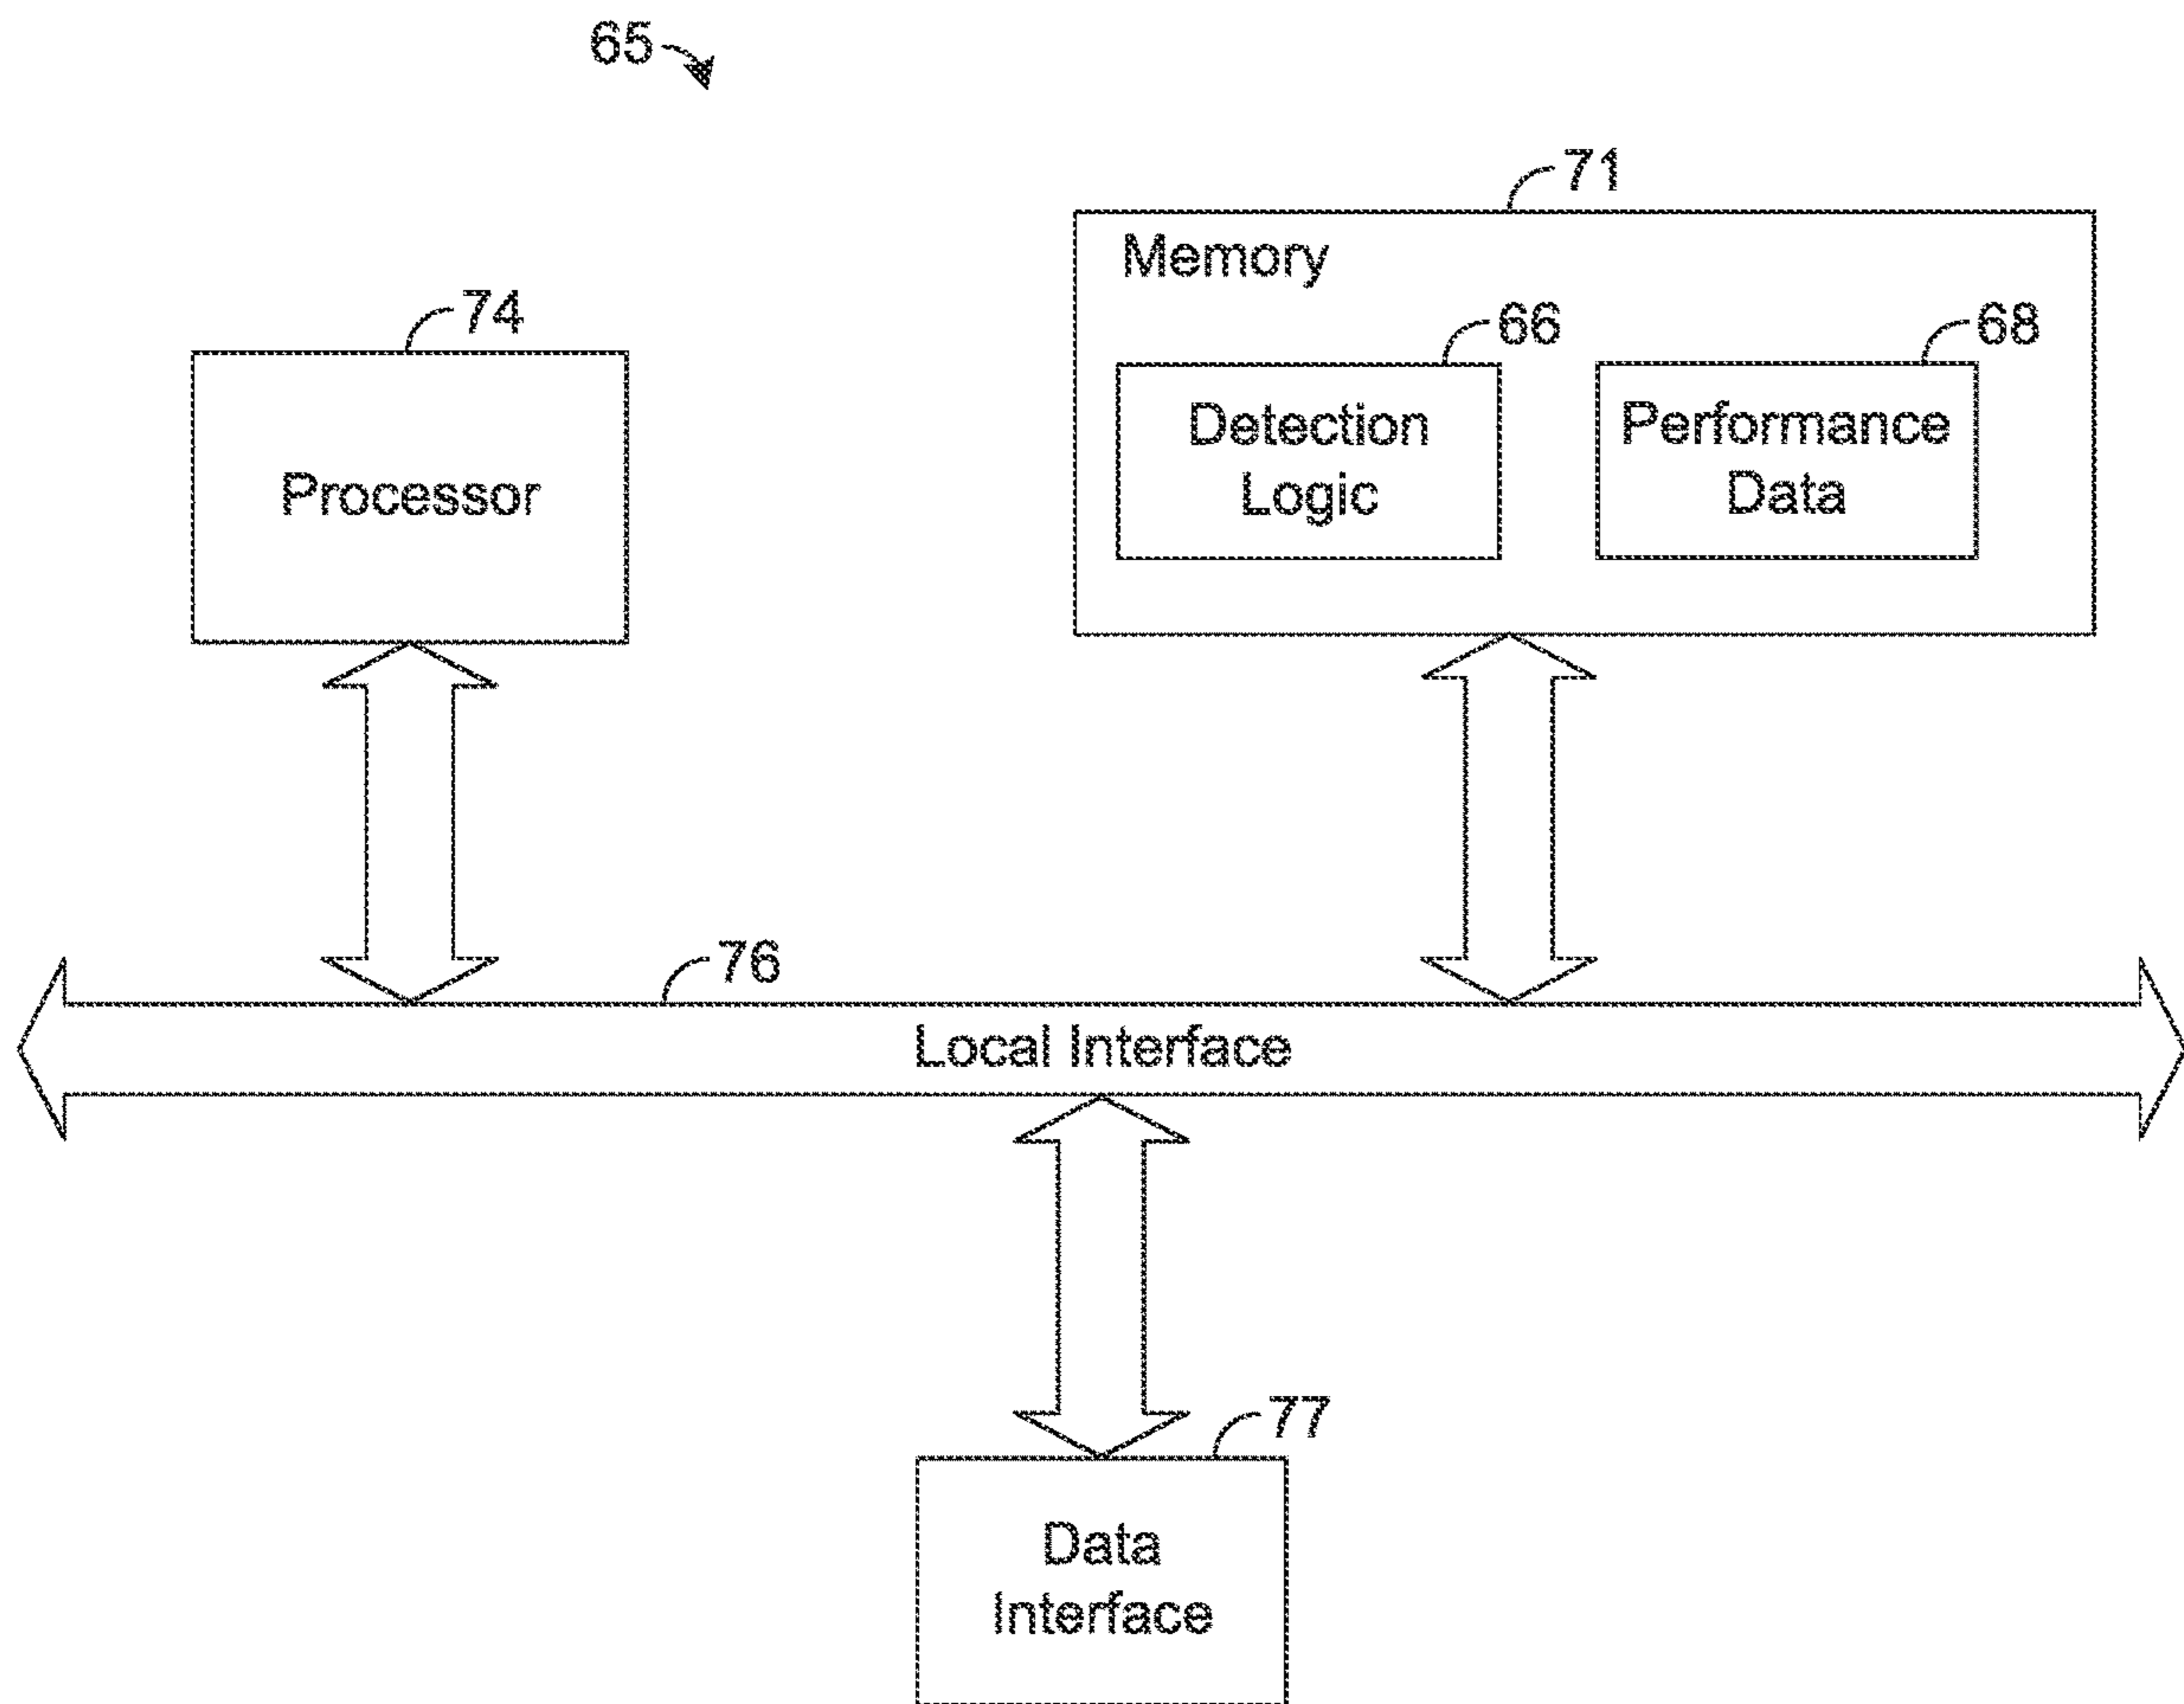 65
71
Memory
74
66
68
Detection
Logic
Performance
Data
Processor
76
Local Interface
77
Data
Interface